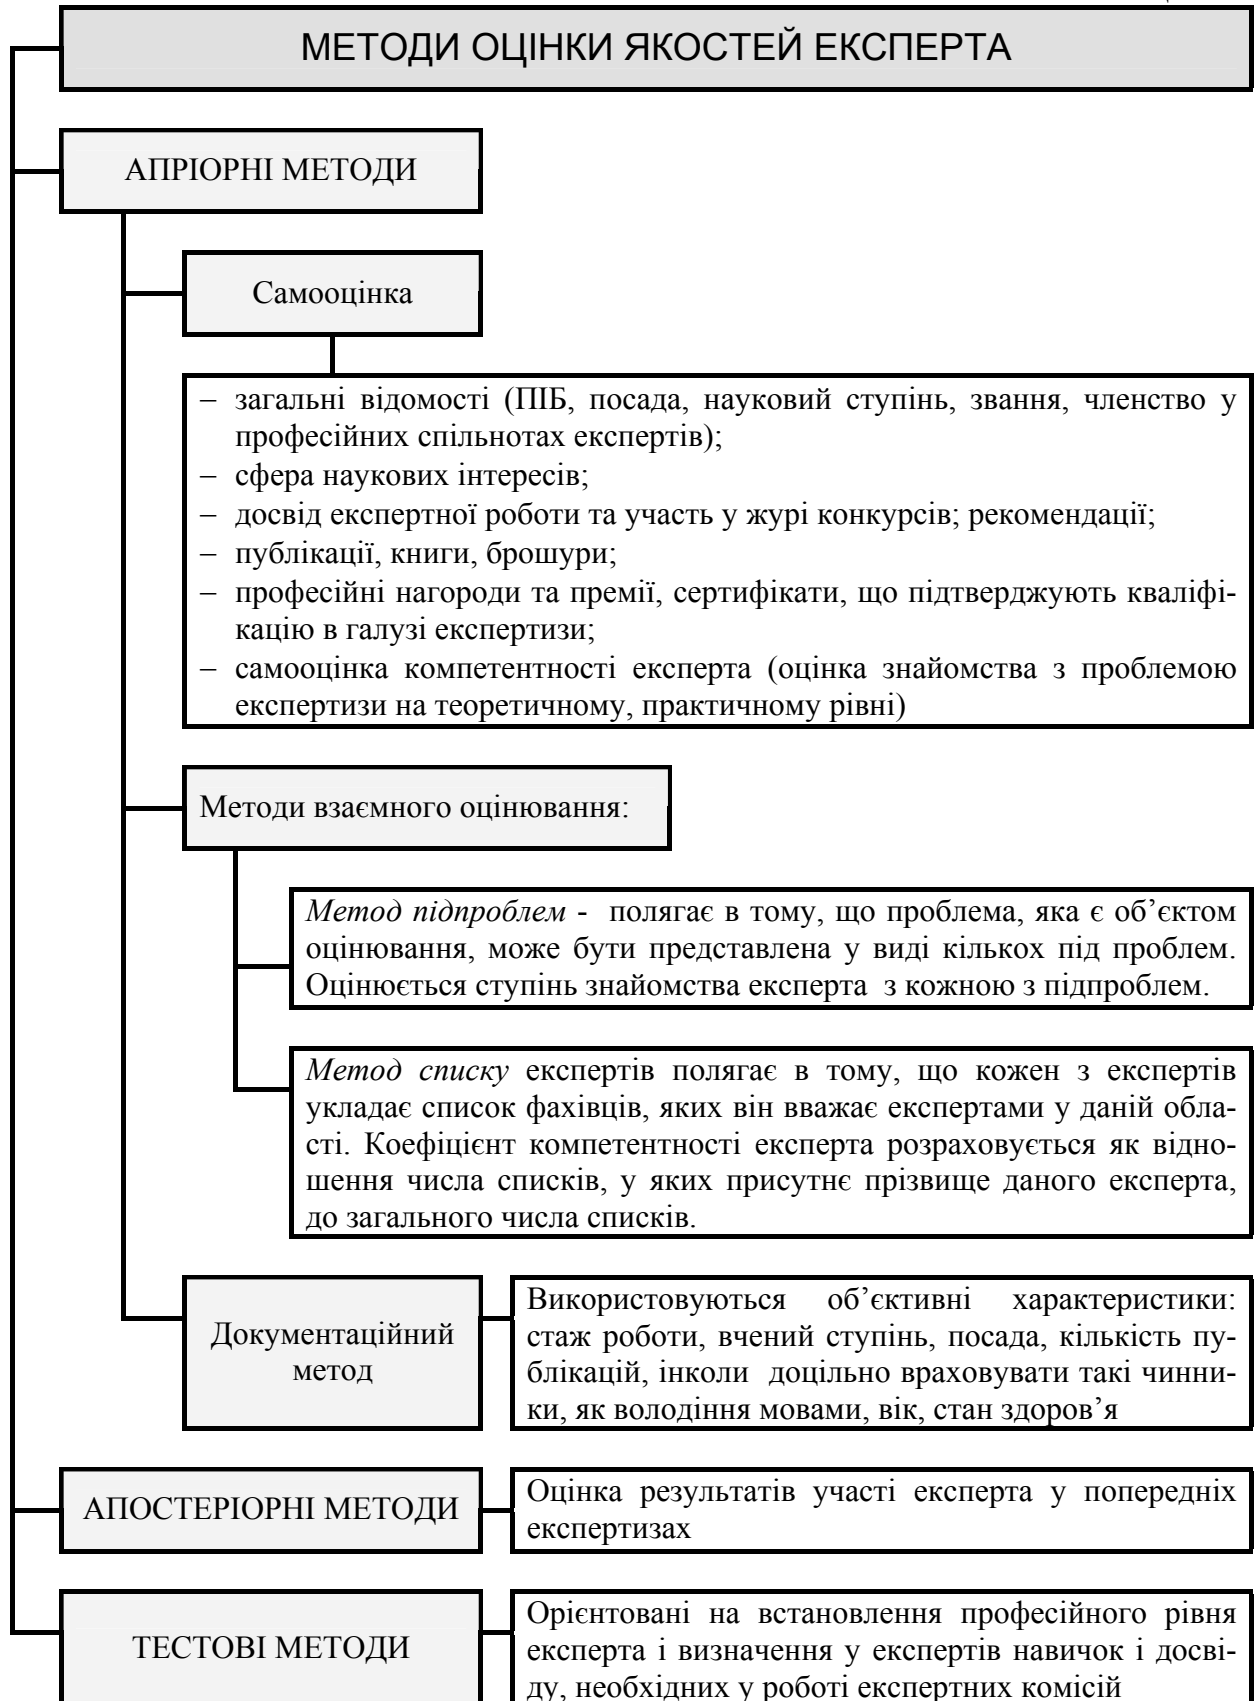 МЕТОДИ ОЦІНКИ ЯКОСТЕЙ ЕКСПЕРТА
АПРІОРНІ МЕТОДИ
Самооцінка
– загальні відомості (ПІБ, посада, науковий ступінь, звання, членство у
професійних спільнотах експертів);
– сфера наукових інтересів;
– досвід експертної роботи та участь у журі конкурсів; рекомендації;
– публікації, книги, брошури;
– професійні нагороди та премії, сертифікати, що підтверджують кваліфі-
кацію в галузі експертизи;
– самооцінка компетентності експерта (оцінка знайомства з проблемою
експертизи на теоретичному, практичному рівні)
Методи взаємного оцінювання:
Метод підпроблем - полягає в тому, що проблема, яка є об’єктом
оцінювання, може бути представлена у виді кількох під проблем.
Оцінюється ступінь знайомства експерта з кожною з підпроблем.
Метод списку експертів полягає в тому, що кожен з експертів
укладає список фахівців, яких він вважає експертами у даній обла-
сті. Коефіцієнт компетентності експерта розраховується як відно-
шення числа списків, у яких присутнє прізвище даного експерта,
до загального числа списків.
Документаційний
метод
Використовуються об’єктивні характеристики:
стаж роботи, вчений ступінь, посада, кількість пу-
блікацій, інколи доцільно враховувати такі чинни-
ки, як володіння мовами, вік, стан здоров’я
АПОСТЕРІОРНІ МЕТОДИ
Оцінка результатів участі експерта у попередніх
експертизах
ТЕСТОВІ МЕТОДИ
Орієнтовані на встановлення професійного рівня
експерта і визначення у експертів навичок і досві-
ду, необхідних у роботі експертних комісій